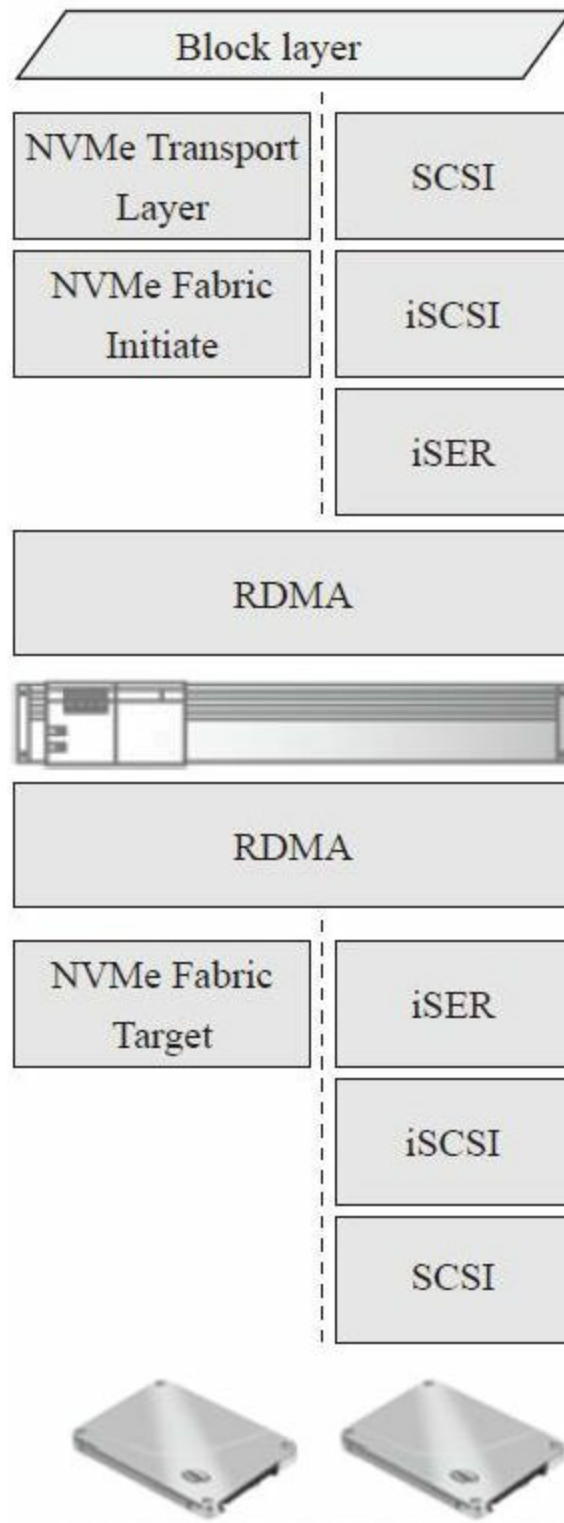 Block layer
NVMe Transport
Layer
SCSI
NVMe Fabric
Initiate
iSCSI
iSER
RDMA
RDMA
NVMe Fabric
Target
iSER
iSCSI
SCSI